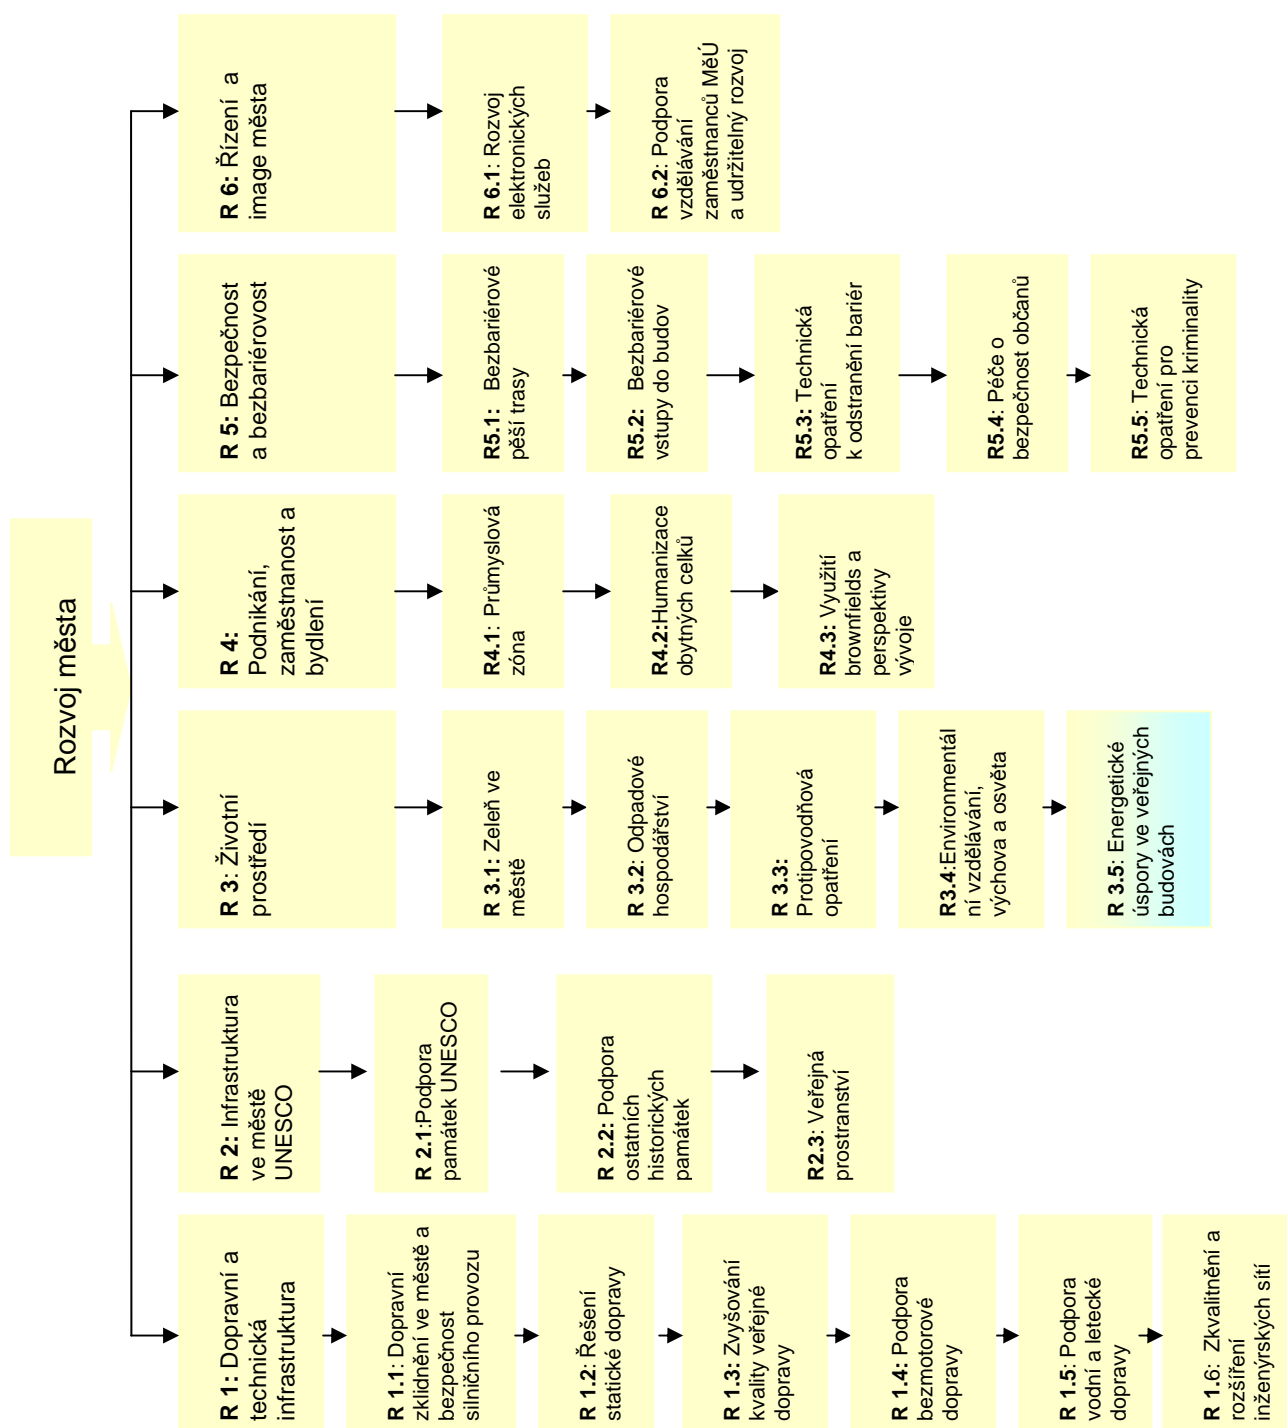 Rozvoj města
R 1: Dopravní a
technická
infrastruktura
R 1.1: Dopravní
zklidnění ve městě a
bezpečnost
silničního provozu
R 1.2: Řešení
statické dopravy
R 1.3: Zvyšování
kvality veřejné
dopravy
R 1.4: Podpora
bezmotorové
dopravy
R 1.5: Podpora
vodní a letecké
dopravy
R 1.6: Zkvalitnění a
rozšíření
inženýrských sítí
R 2: Infrastruktura
ve městě
UNESCO
R 2.1:Podpora
památek UNESCO
R 2.2: Podpora
ostatních
historických
památek
R2.3: Veřejná
prostranství
R 3: Životní
prostředí
R 3.1: Zeleň ve
městě
R 3.2: Odpadové
hospodářství
R 3.3:
Protipovodňová
opatření
R3.4:Environmentál
ní vzdělávání,
výchova a osvěta
R 3.5: Energetické
úspory ve veřejných
budovách
R 4:
Podnikání,
zaměstnanost a
bydlení
R4.1: Průmyslová
zóna
R4.2:Humanizace
obytných celků
R4.3: Využití
brownfields a
perspektivy
vývoje
R 5: Bezpečnost
a bezbariérovost
R5.1: Bezbariérové
pěší trasy
R5.2: Bezbariérové
vstupy do budov
R5.3: Technická
opatření
k odstranění bariér
R5.4: Péče o
bezpečnost občanů
R5.5: Technická
opatření pro
prevenci kriminality
R 6: Řízení a
image města
R 6.1: Rozvoj
elektronických
služeb
R 6.2: Podpora
vzdělávání
zaměstnanců MěÚ
a udržitelný rozvoj